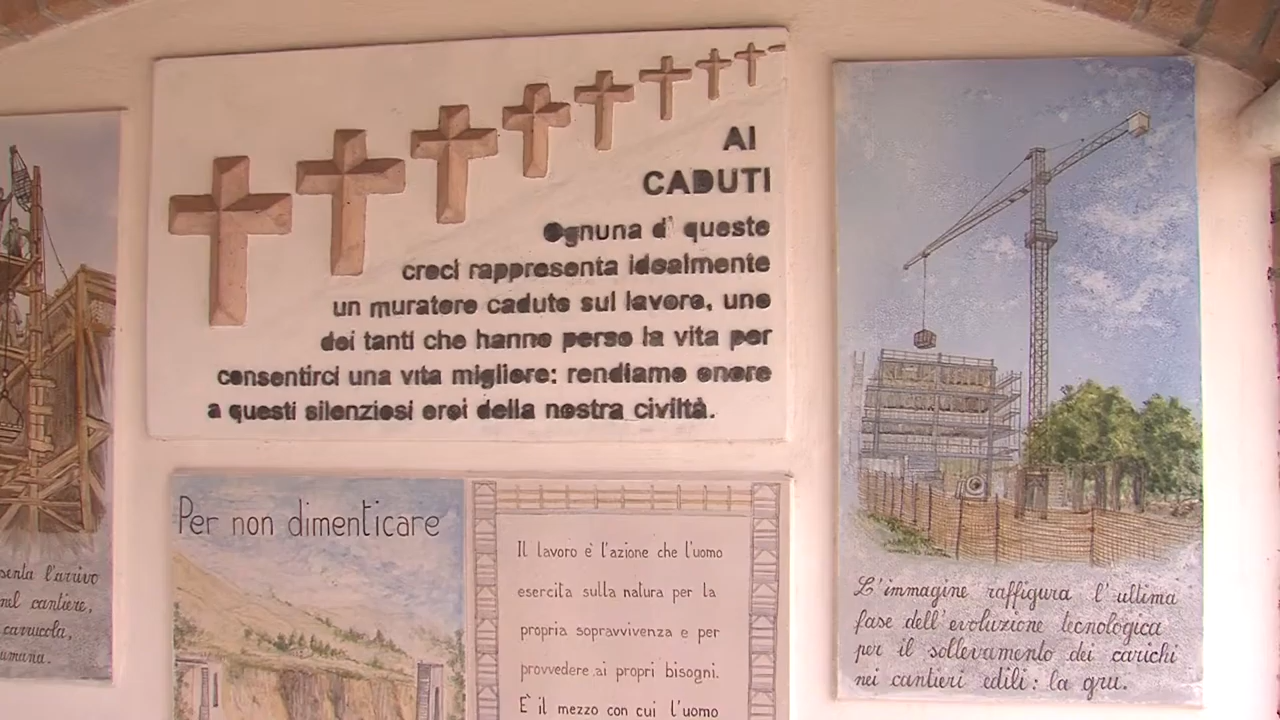 AI
CADUTI
Ognuna di queste
croci rappresenta idealmente
un muratore caduto sul lavoro, uno
dei tanti che hanno perso la vita per
consentirci una vita migliore: rendiamo onore
a questi silenziosi eroi della nostra civiltà.
Per non dimenticare
Il lavoro è l'azione che l'uomo
esercita sulla natura per la
propria sopravvivenza e per
provvedere ai propri bisogni.
È il mezzo con cui l'uomo
L'immagine raffigura l'ultima
fase dell'evoluzione tecnologica
per il sollevamento dei carichi
nei cantieri edili: la gru.
senta l'arrivo
nel cantiere,
carrucola,
umana.